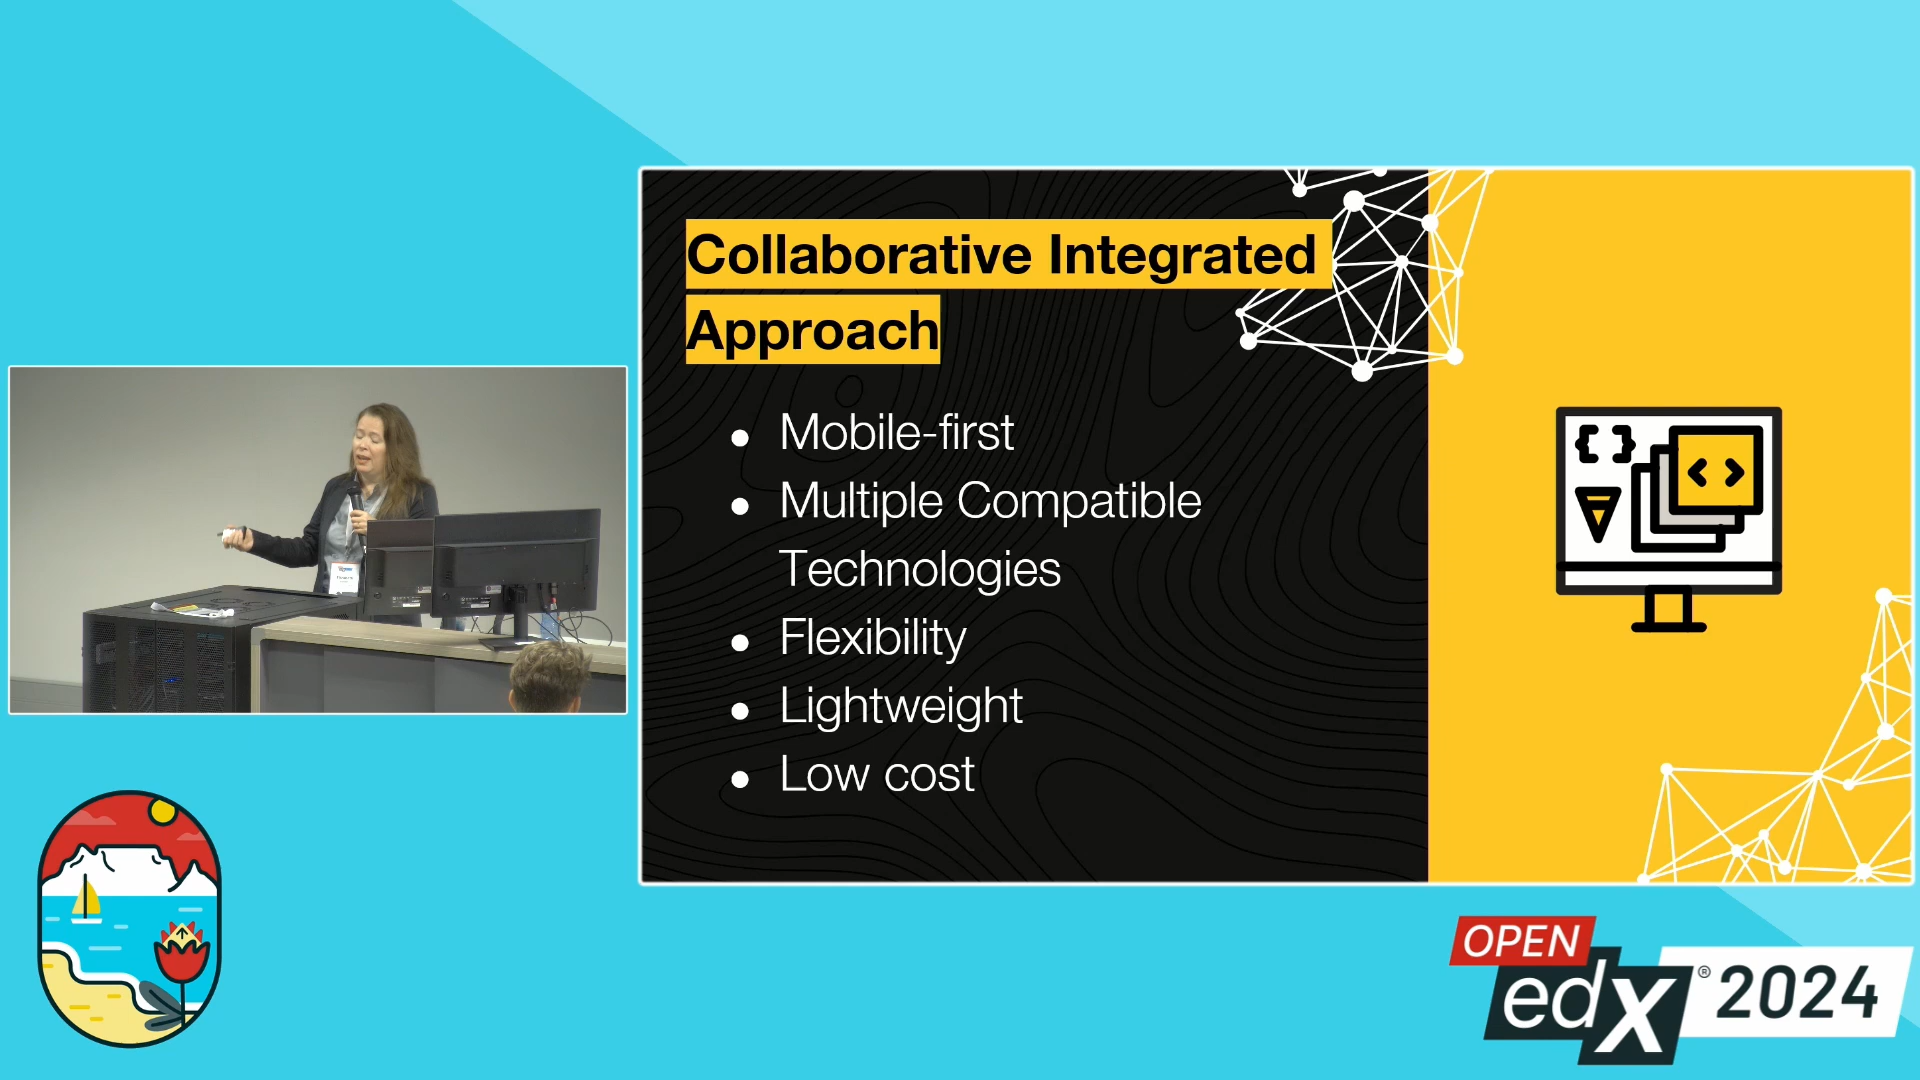 Collaborative Integrated
Approach
● Mobile-first
● Multiple Compatible
Technologies
● Flexibility
● Lightweight
● Low cost
{ }
< >
OPEN
edX ® 2024